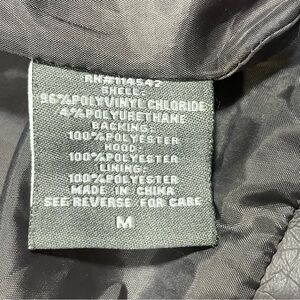 RN#114542
SHELL:
96%POLYVINYL CHLORIDE
4%POLYURETHANE
BACKING:
100%POLYESTER
HOOD:
100%POLYESTER
LINING:
100%POLYESTER
MADE IN CHINA
SEE REVERSE FOR CARE
M